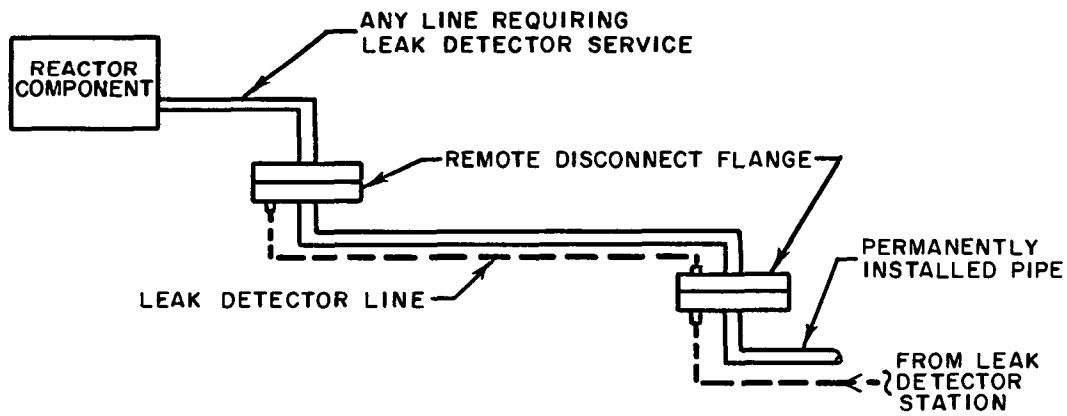 ANY LINE REQUIRING
LEAK DETECTOR SERVICE
REACTOR
COMPONENT
REMOTE DISCONNECT FLANGE
PERMANENTLY
INSTALLED PIPE
LEAK DETECTOR LINE
FROM LEAK
DETECTOR
STATION